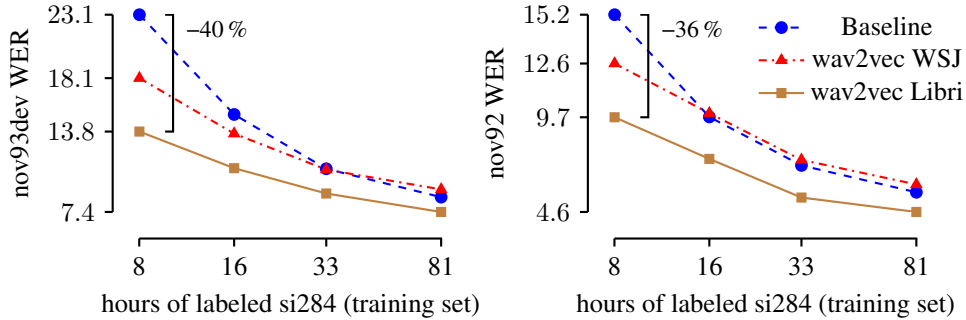 nov93dev WER
23.1
18.1
13.8
7.4
−40 %
8 16 33 81
hours of labeled si284 (training set)
nov92 WER
15.2
12.6
9.7
4.6
−36 %
Baseline
wav2vec WSJ
wav2vec Libri
8 16 33 81
hours of labeled si284 (training set)